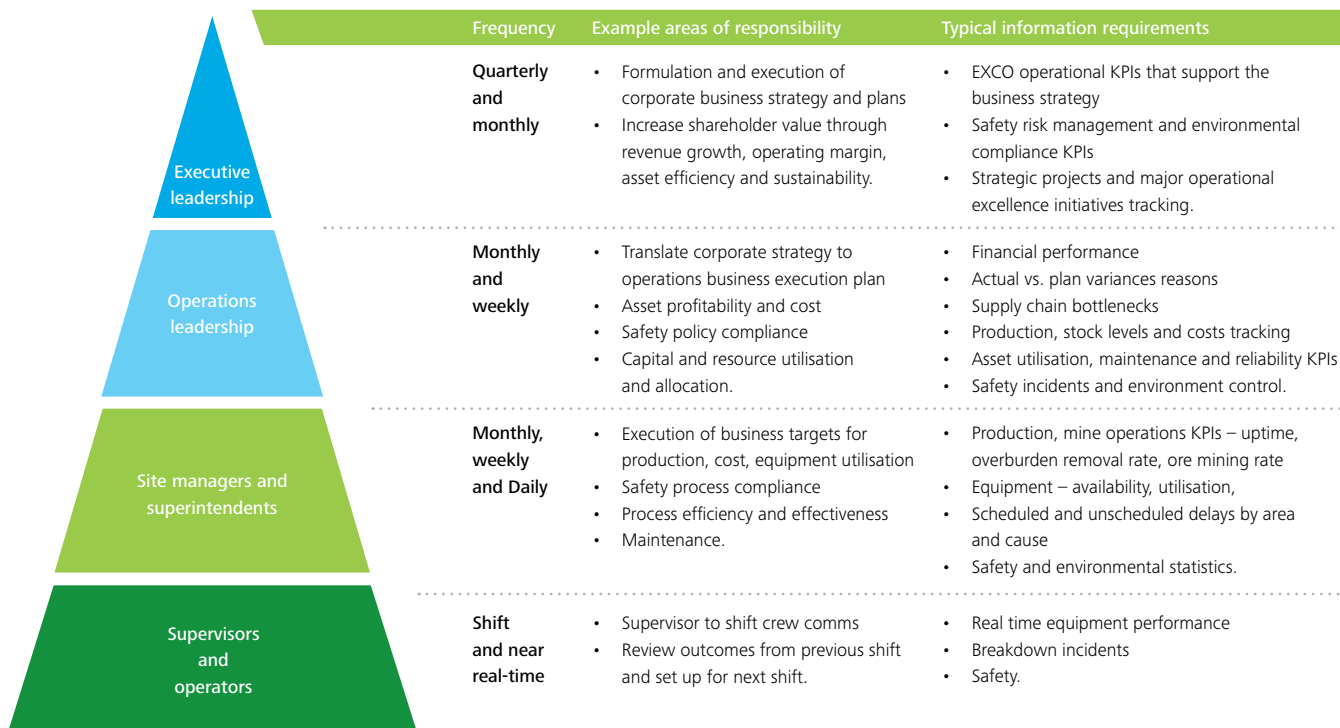 Frequency
Example areas of responsibility
Typical information requirements
Executive
leadership
Quarterly
and
monthly
• Formulation and execution of
corporate business strategy and plans
• Increase shareholder value through
revenue growth, operating margin,
asset efficiency and sustainability.
• EXCO operational KPIs that support the
business strategy
• Safety risk management and environmental
compliance KPIs
• Strategic projects and major operational
excellence initiatives tracking.
Operations
leadership
Monthly
and
weekly
• Translate corporate strategy to
operations business execution plan
• Asset profitability and cost
• Safety policy compliance
• Capital and resource utilisation
and allocation.
• Financial performance
• Actual vs. plan variances reasons
• Supply chain bottlenecks
• Production, stock levels and costs tracking
• Asset utilisation, maintenance and reliability KPIs
• Safety incidents and environment control.
Site managers and
superintendents
Monthly,
weekly
and Daily
• Execution of business targets for
production, cost, equipment utilisation
• Safety process compliance
• Process efficiency and effectiveness
• Maintenance.
• Production, mine operations KPIs – uptime,
overburden removal rate, ore mining rate
• Equipment – availability, utilisation,
• Scheduled and unscheduled delays by area
and cause
• Safety and environmental statistics.
Supervisors
and
operators
Shift
and near
real-time
• Supervisor to shift crew comms
• Review outcomes from previous shift
and set up for next shift.
• Real time equipment performance
• Breakdown incidents
• Safety.